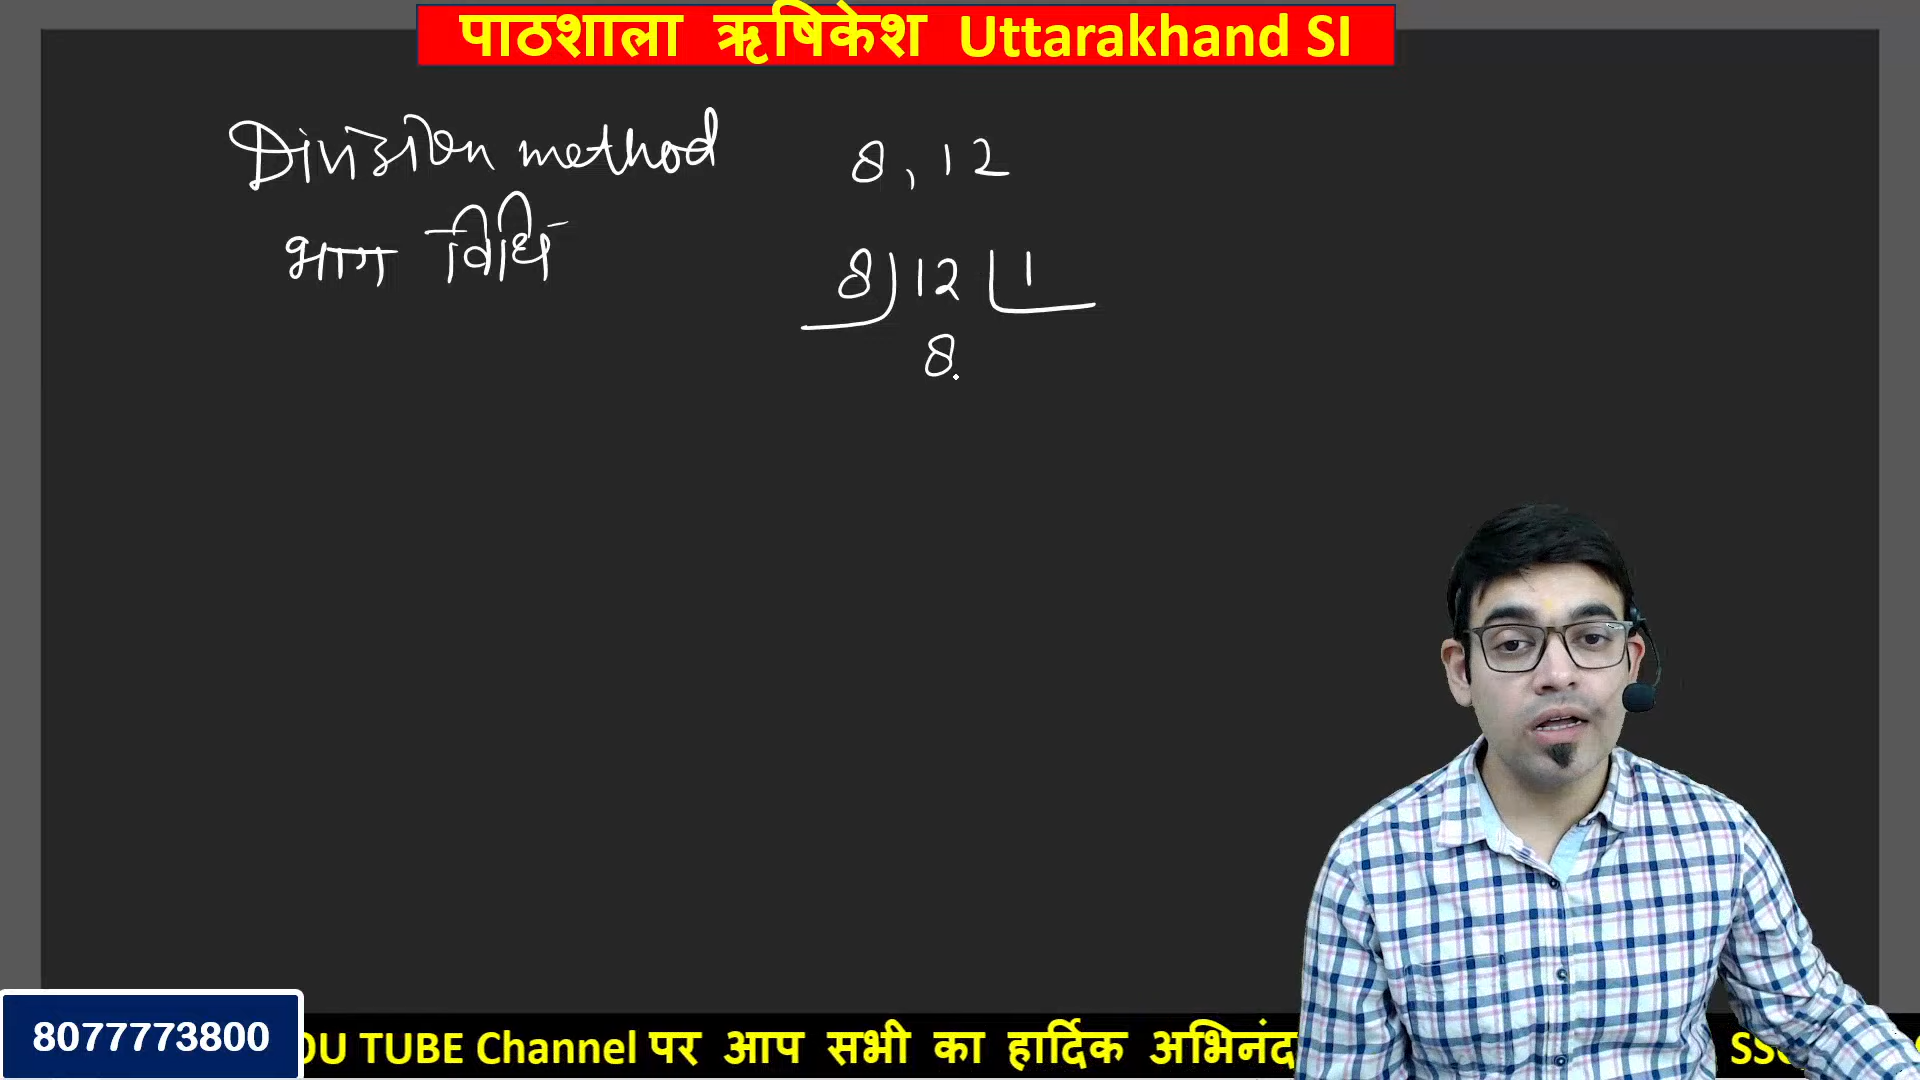 पाठशाला ऋषिकेश Uttarakhand SI
Division method
भाग विधि
8, 12
8) 12 | 1
8
8077773800
OU TUBE Channel पर आप सभी का हार्दिक